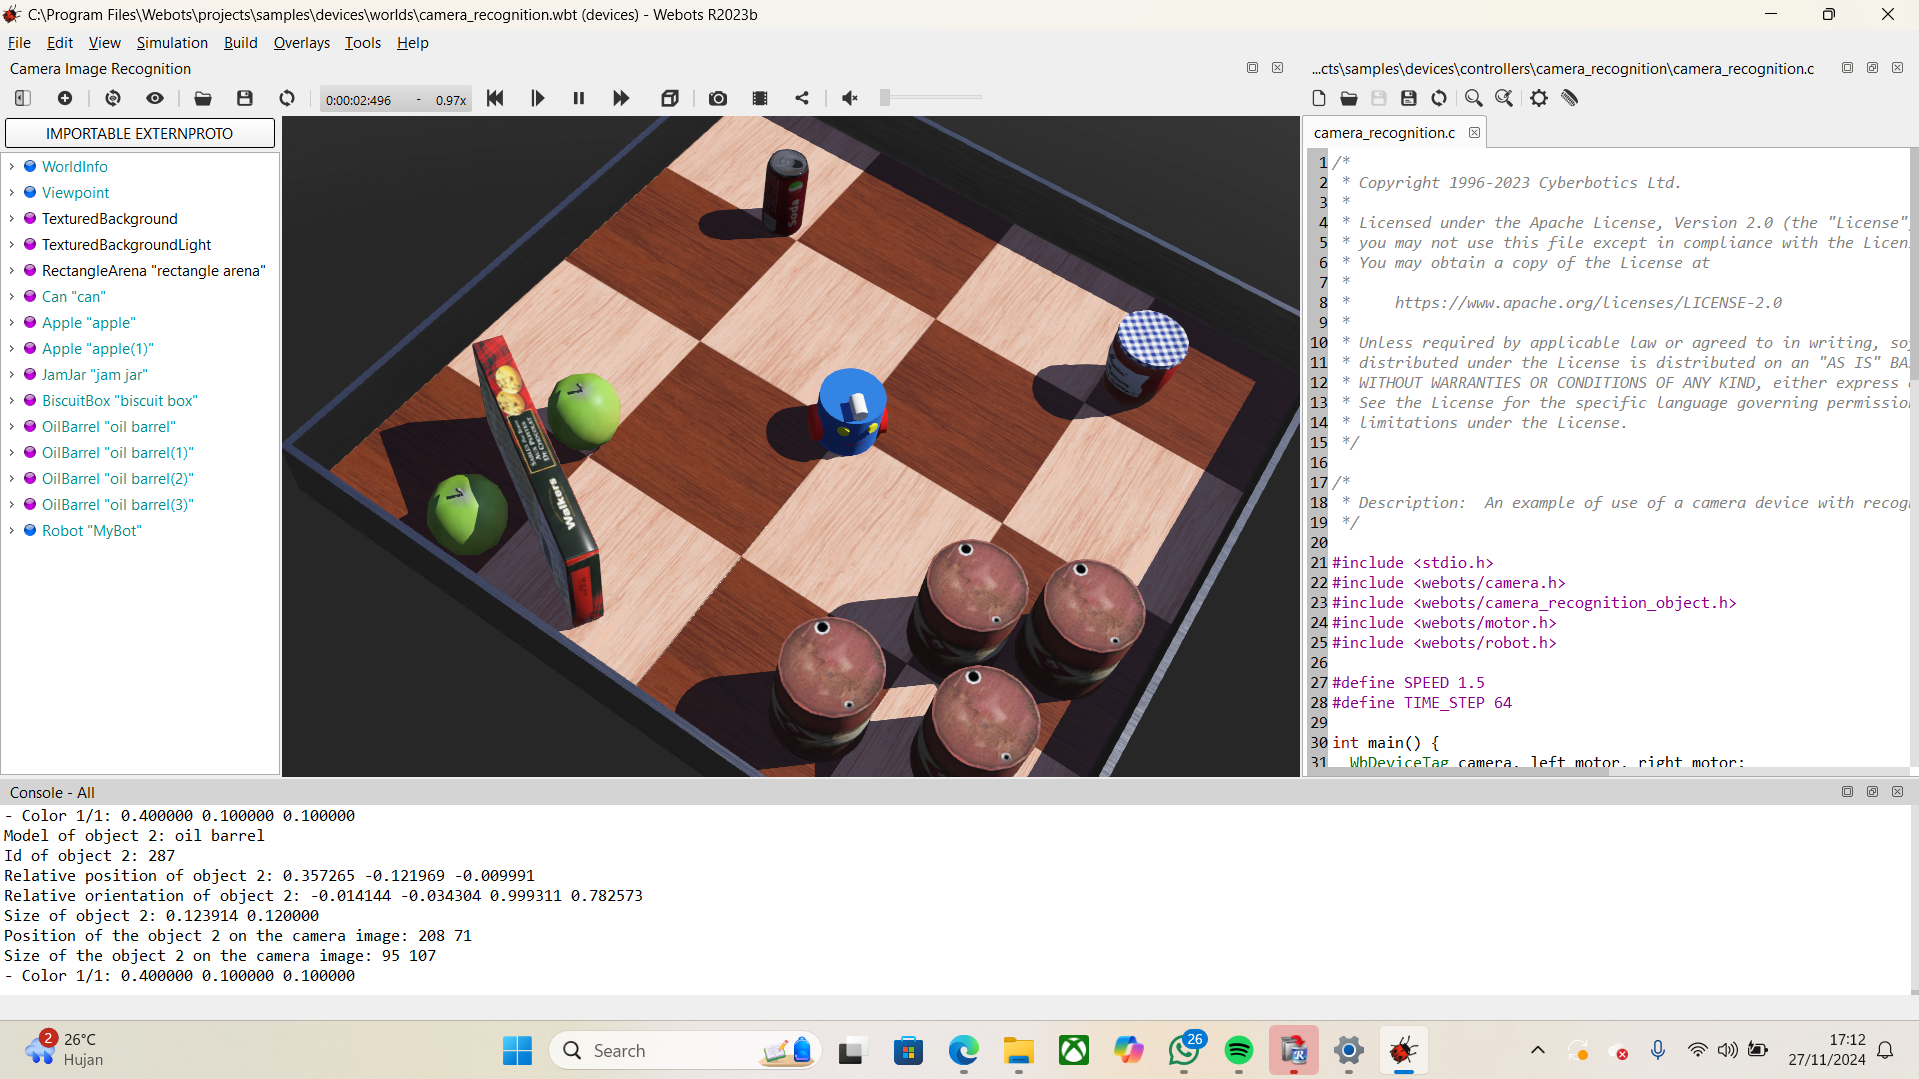 C:\Program Files\Webots\projects\samples\devices\worlds\camera_recognition.wbt (devices) - Webots R2023b
File Edit View Simulation Build Overlays Tools Help
Camera Image Recognition
0:00:02:496 - 0.97x
IMPORTABLE EXTERNPROTO
WorldInfo
Viewpoint
TexturedBackground
TexturedBackgroundLight
RectangleArena "rectangle arena"
Can "can"
Apple "apple"
Apple "apple(1)"
JamJar "jam jar"
BiscuitBox "biscuit box"
OilBarrel "oil barrel"
OilBarrel "oil barrel(1)"
OilBarrel "oil barrel(2)"
OilBarrel "oil barrel(3)"
Robot "MyBot"
Soda
Walkers
...cts\samples\devices\controllers\camera_recognition\camera_recognition.c
camera_recognition.c
1 /*
2 * Copyright 1996-2023 Cyberbotics Ltd.
3 *
4 * Licensed under the Apache License, Version 2.0 (the "License"
5 * you may not use this file except in compliance with the Licen
6 * You may obtain a copy of the License at
7 *
8 * https://www.apache.org/licenses/LICENSE-2.0
9 *
10 * Unless required by applicable law or agreed to in writing, so
11 * distributed under the License is distributed on an "AS IS" BA
12 * WITHOUT WARRANTIES OR CONDITIONS OF ANY KIND, either express
13 * See the License for the specific language governing permissio
14 * limitations under the License.
15 */
16
17 /*
18 * Description: An example of use of a camera device with recog
19 */
20
21 #include <stdio.h>
22 #include <webots/camera.h>
23 #include <webots/camera_recognition_object.h>
24 #include <webots/motor.h>
25 #include <webots/robot.h>
26
27 #define SPEED 1.5
28 #define TIME_STEP 64
29
30 int main() {
31 WbDeviceTag camera, left_motor, right_motor;
Console - All
- Color 1/1: 0.400000 0.100000 0.100000
Model of object 2: oil barrel
Id of object 2: 287
Relative position of object 2: 0.357265 -0.121969 -0.009991
Relative orientation of object 2: -0.014144 -0.034304 0.999311 0.782573
Size of object 2: 0.123914 0.120000
Position of the object 2 on the camera image: 208 71
Size of the object 2 on the camera image: 95 107
- Color 1/1: 0.400000 0.100000 0.100000
2
26°C
Hujan
Search
26
17:12
27/11/2024